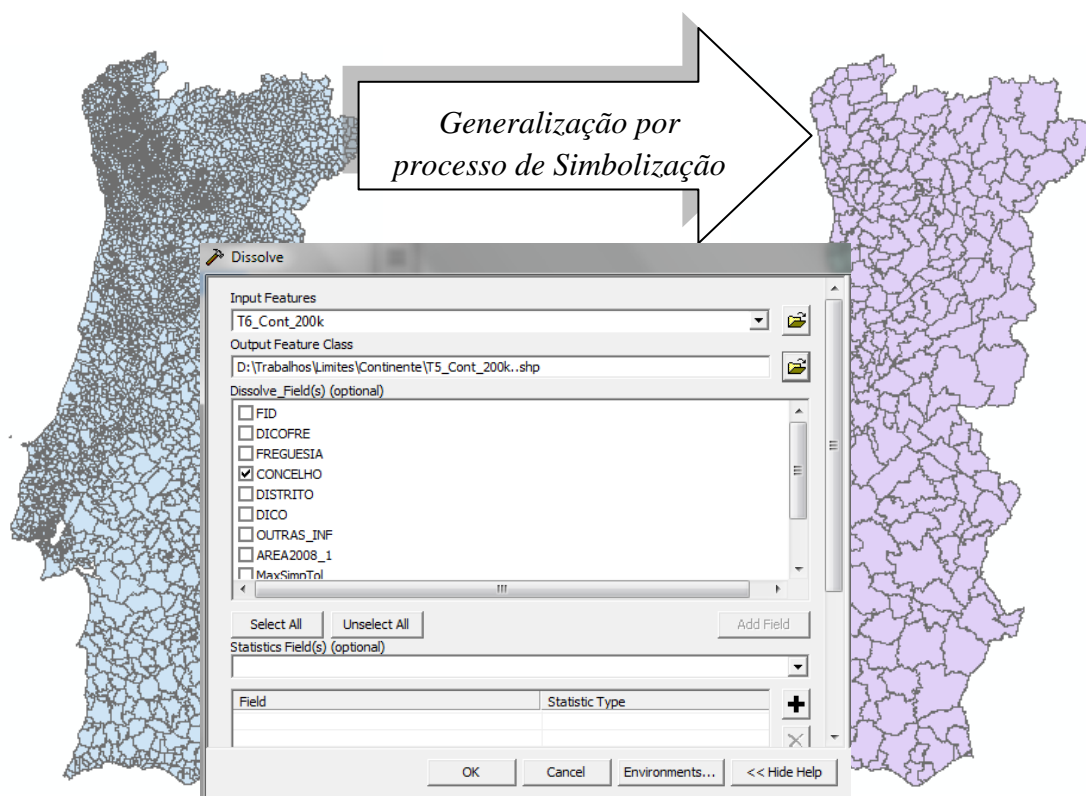 Generalização por
processo de Simbolização
Dissolve
Input Features
T6_Cont_200k
Output Feature Class
D:\Trabalhos\Limites\Continente\T5_Cont_200k..shp
Dissolve_Field(s) (optional)
FID
DICOFRE
FREGUESIA
CONCELHO
DISTRITO
DICO
OUTRAS_INF
AREA2008_1
MaxSimpTol
Select All Unselect All Add Field
Statistics Field(s) (optional)
Field Statistic Type
OK Cancel Environments... << Hide Help